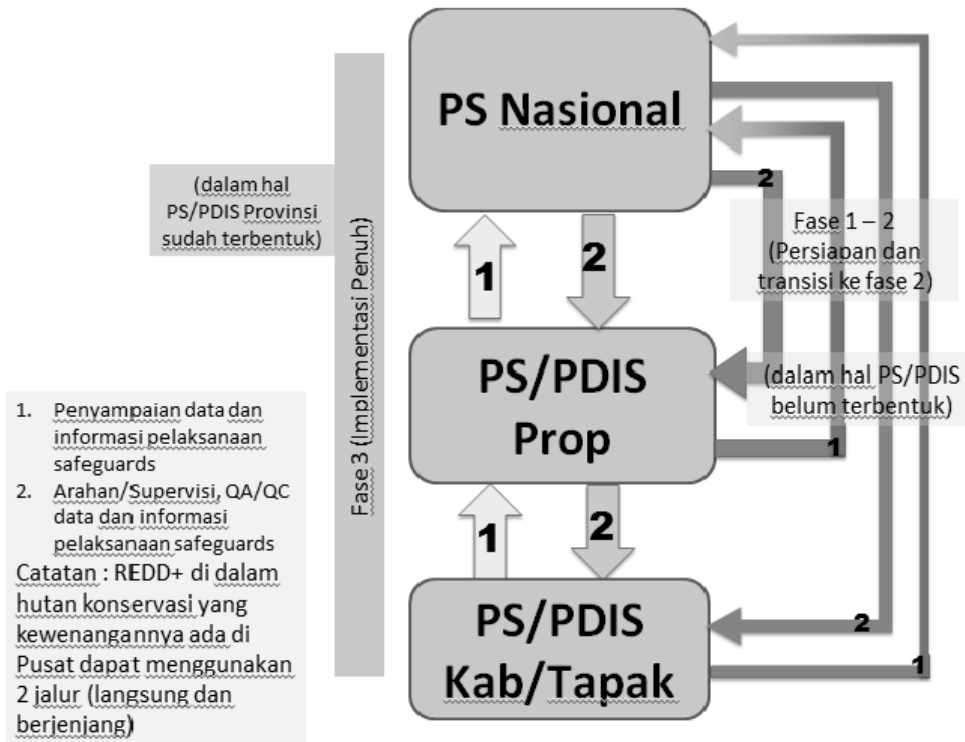 PS Nasional
2
(dalam hal
PS/PDIS Provinsi
sudah terbentuk)
Fase 3 (Implementasi Penuh)
Fase 1 – 2
(Persiapan dan
transisi ke fase 2)
1
2
PS/PDIS
Prop
(dalam hal PS/PDIS
belum terbentuk)
1
1. Penyampaian data dan
informasi pelaksanaan
safeguards
2. Arahan/Supervisi, QA/QC
data dan informasi
pelaksanaan safeguards
Catatan : REDD+ di dalam
hutan konservasi yang
kewenangannya ada di
Pusat dapat menggunakan
2 jalur (langsung dan
berjenjang)
1
2
PS/PDIS
Kab/Tapak
2
1